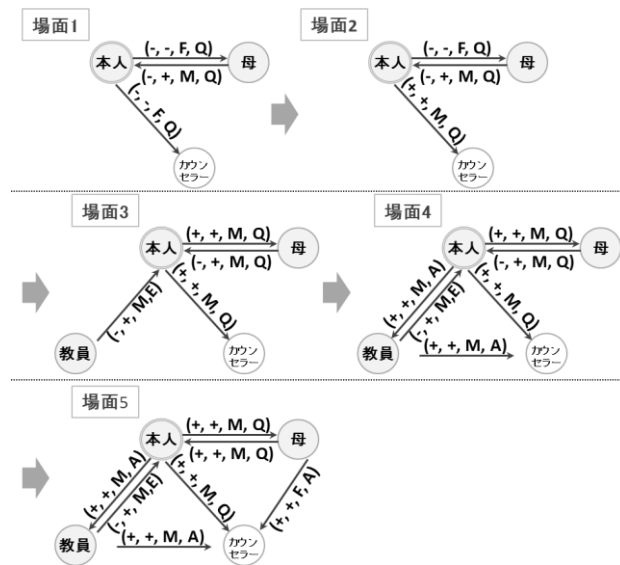 場面1
場面2
本人
(-, -, F, Q)
(-, +, M, Q)
母
(-, -, F, Q)
カウン
セラー
本人
(-, -, F, Q)
(-, +, M, Q)
母
(+, +, M, Q)
カウン
セラー
場面3
場面4
本人
(+, +, M, Q)
(-, +, M, Q)
母
(-, +, M,E)
(+, +, M, Q)
教員
カウン
セラー
本人
(+, +, M, Q)
(-, +, M, Q)
母
(+, +, M, A)
(-, +, M,E)
(+, +, M, Q)
教員
(+, +, M, A)
カウン
セラー
場面5
本人
(+, +, M, Q)
(+, +, M, Q)
母
(+, +, M, A)
(-, +, M,E)
(+, +, M, Q)
(+, +, F, A)
教員
(+, +, M, A)
カウン
セラー